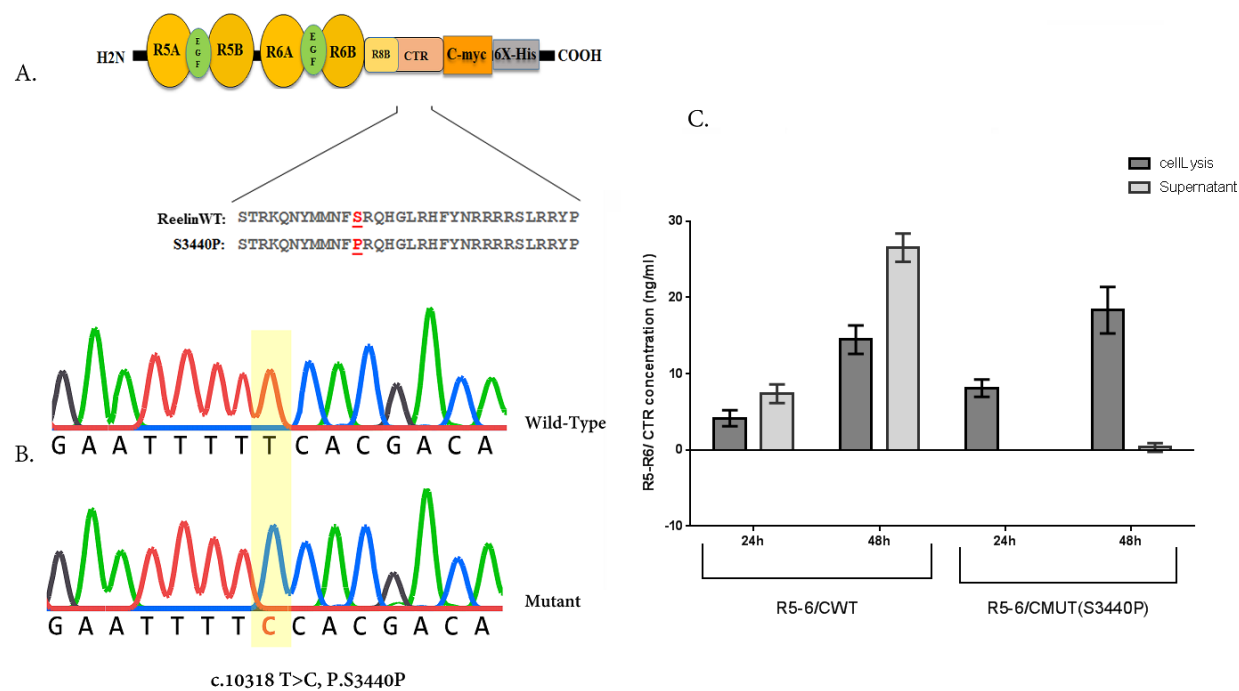 A.
H2N R5A EGF R5B R6A EGF R6B R8B CTR C-myc 6X-His COOH
ReelinWT: STRKQNYMMNFSRQHGLRHFYNRRRRSLRRYP
S3440P: STRKQNYMMNFPRQHGLRHFYNRRRRSLRRYP
Wild-Type
G A A T T T T T C A C G A C A
B.
Mutant
G A A T T T T C C A C G A C A
c.10318 T>C, P.S3440P
C.
cellLysis
Supernatant
R5-R6/ CTR concentration (ng/ml)
30
20
10
0
-10
24h 48h 24h 48h
R5-6/CWT R5-6/CMUT(S3440P)